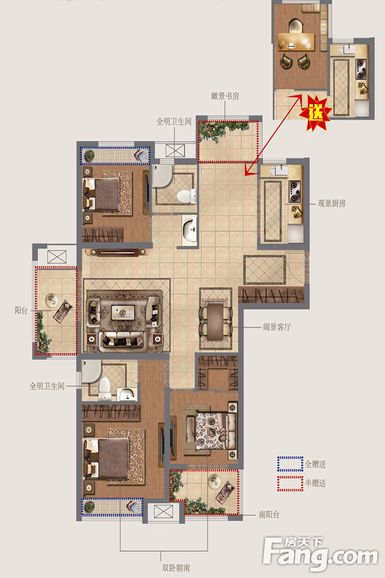 送
瞰景书房
全明卫生间
观景厨房
阳台
阔景客厅
全明卫生间
全赠送
半赠送
南阳台
双卧朝南
房天下
Fang.com